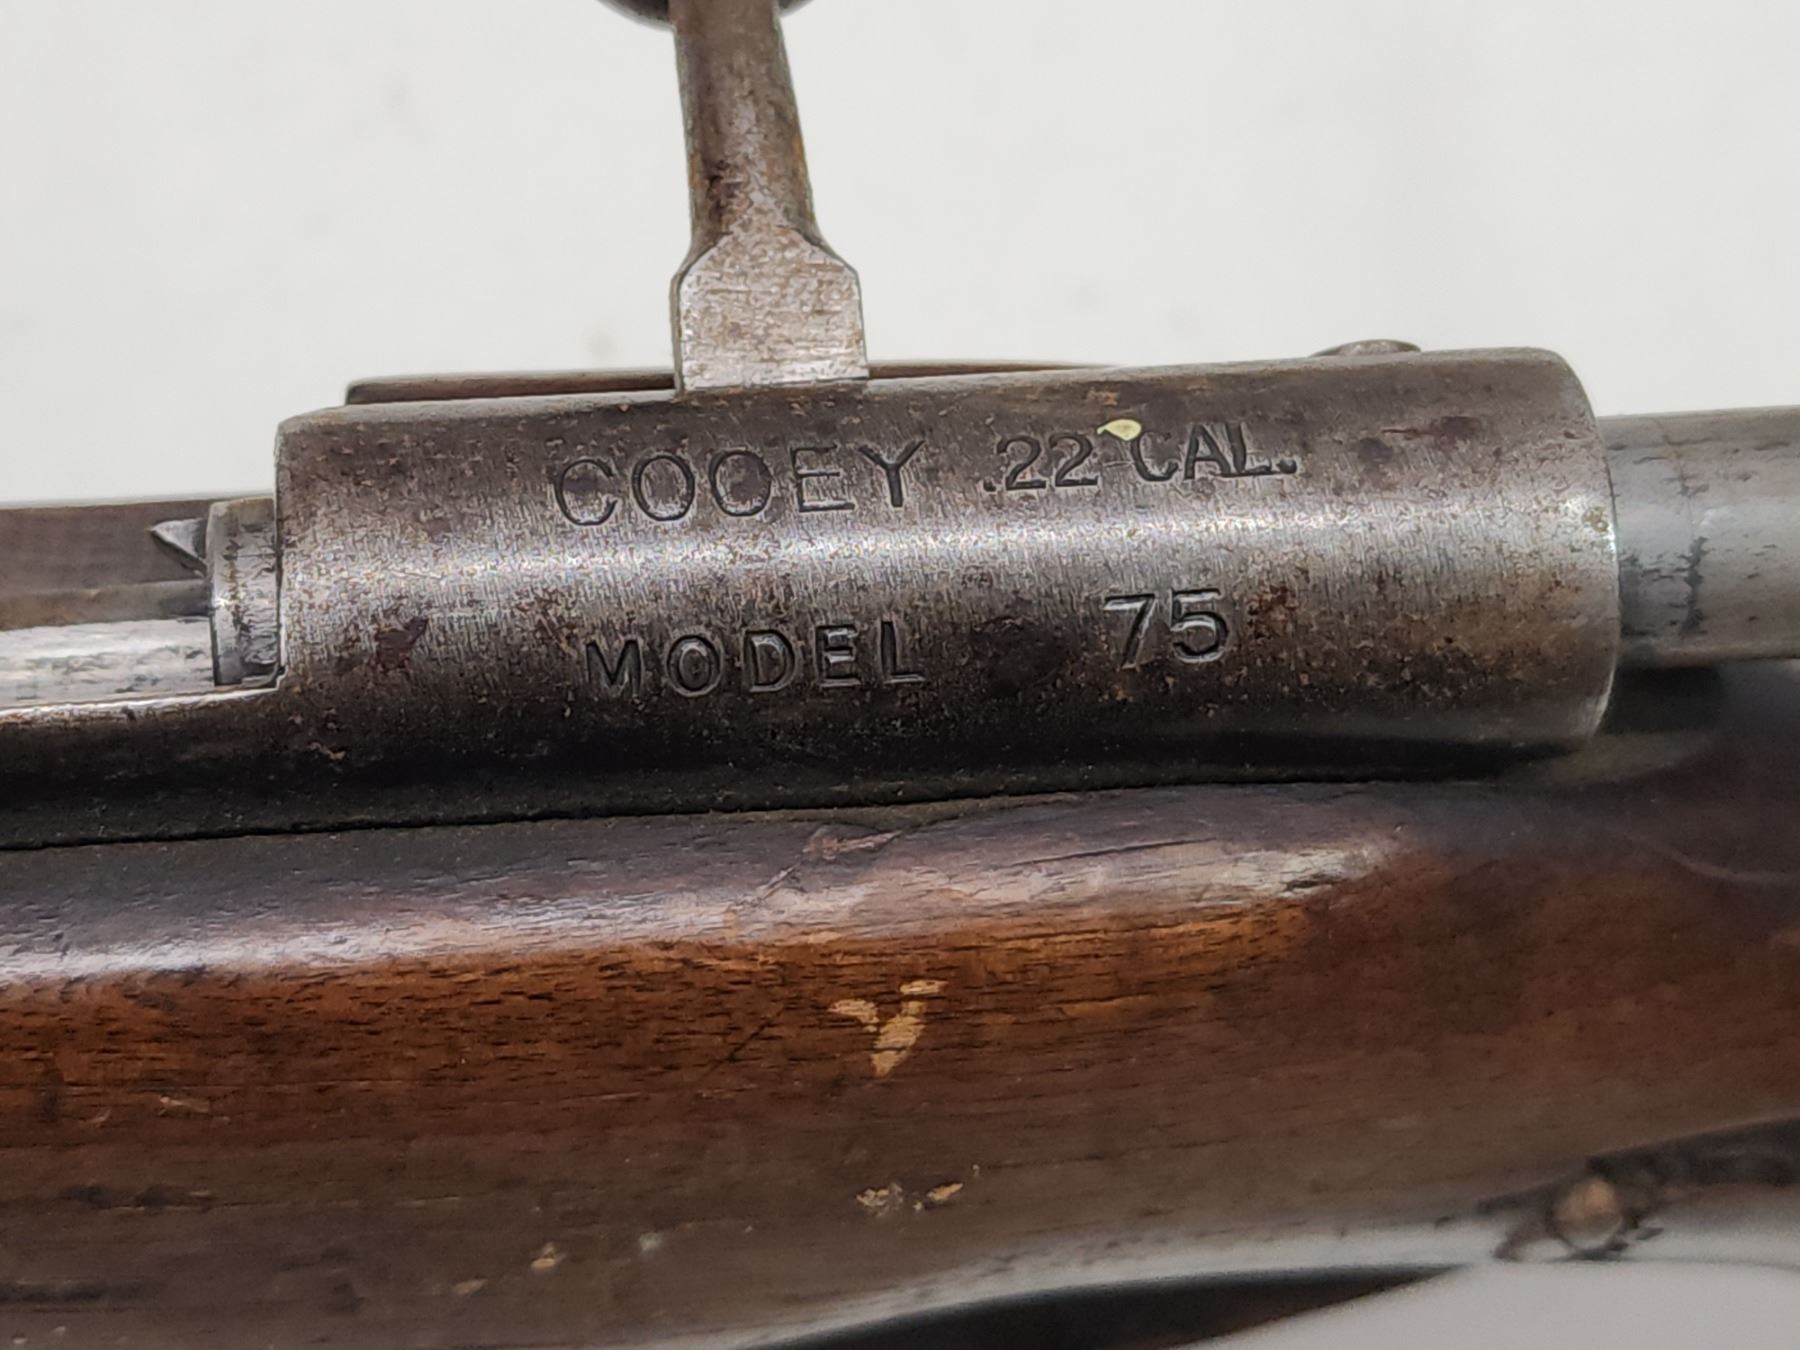 COOEY .22 CAL.
MODEL 75